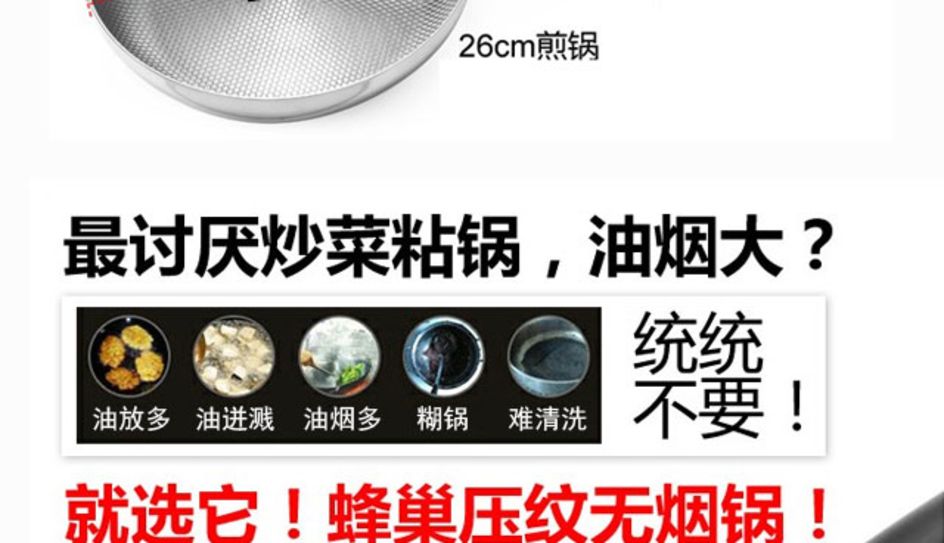 26cm煎锅
最讨厌炒菜粘锅，油烟大？
油放多 油迸溅 油烟多 糊锅 难清洗
统统
不要！
就选它！蜂巢压纹无烟锅！